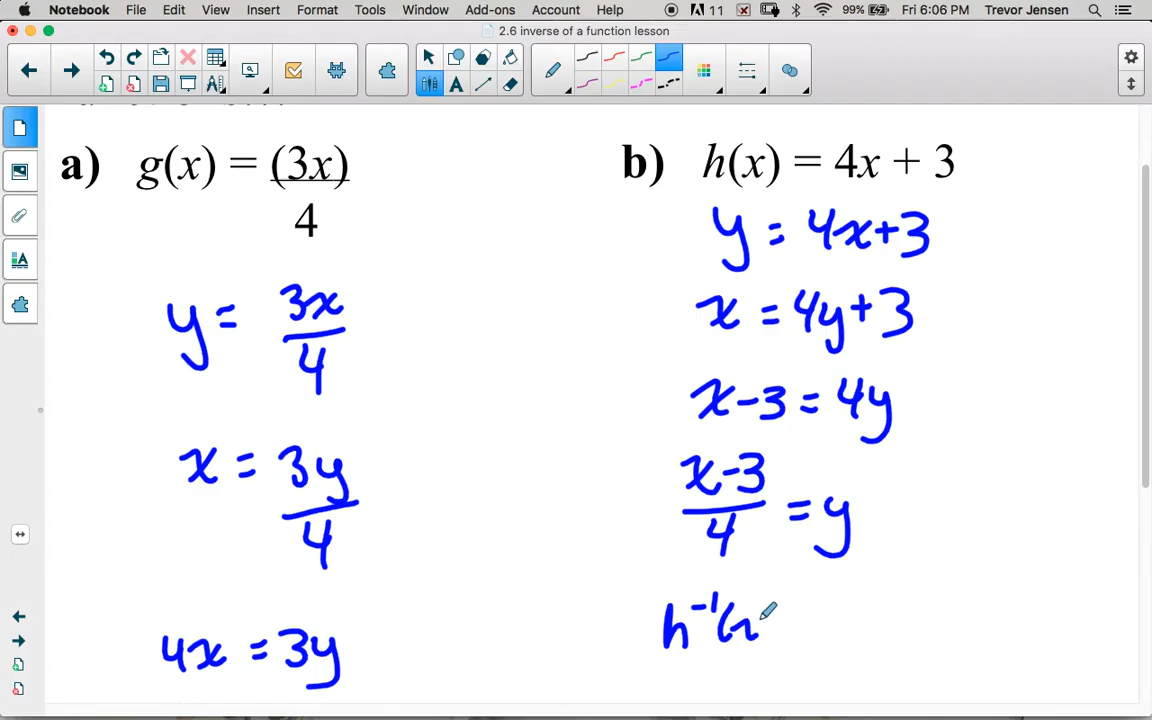 Notebook File Edit View Insert Format Tools Window Add-ons Account Help 11 99% Fri 6:06 PM Trevor Jensen
2.6 inverse of a function lesson
a) g(x) = (3x)
4
y = 3x
4
x = 3y
4
4x = 3y
b) h(x) = 4x + 3
y = 4x+3
x = 4y+3
x-3 = 4y
x-3
4
= y
h⁻¹(x